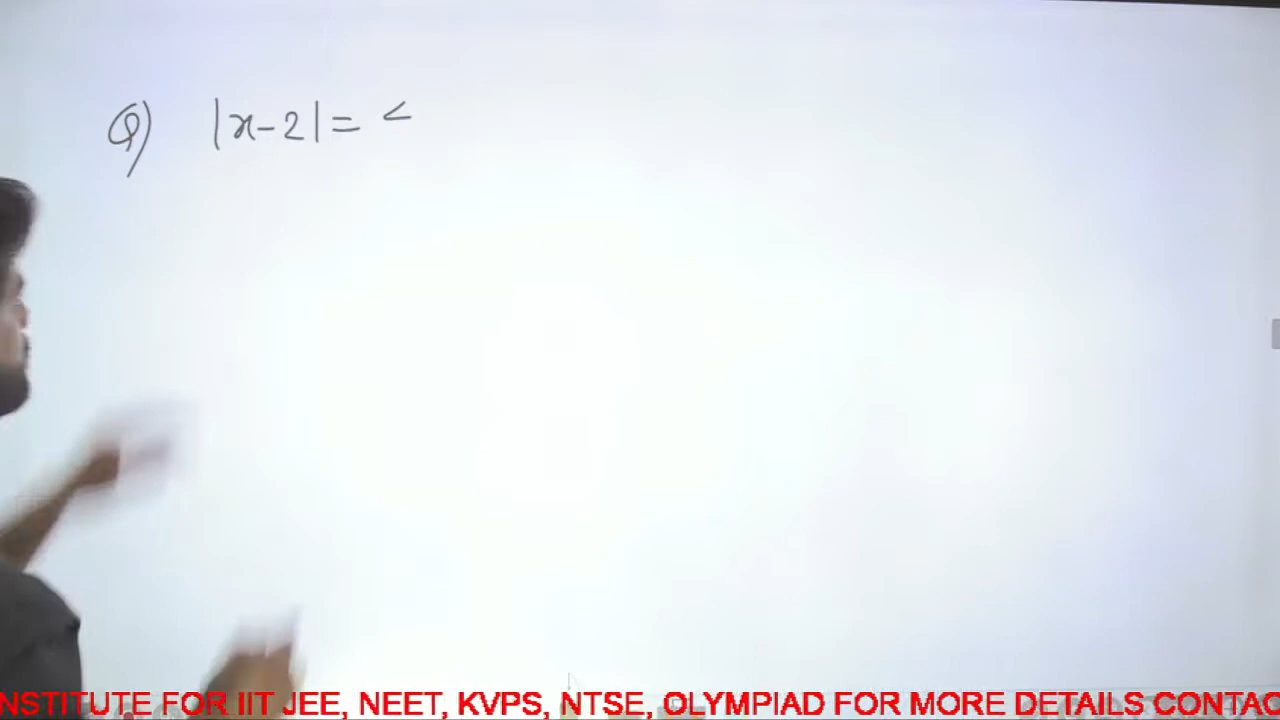 Q) |x-2| = <
NSTITUTE FOR IIT JEE, NEET, KVPS, NTSE, OLYMPIAD FOR MORE DETAILS CONTAC